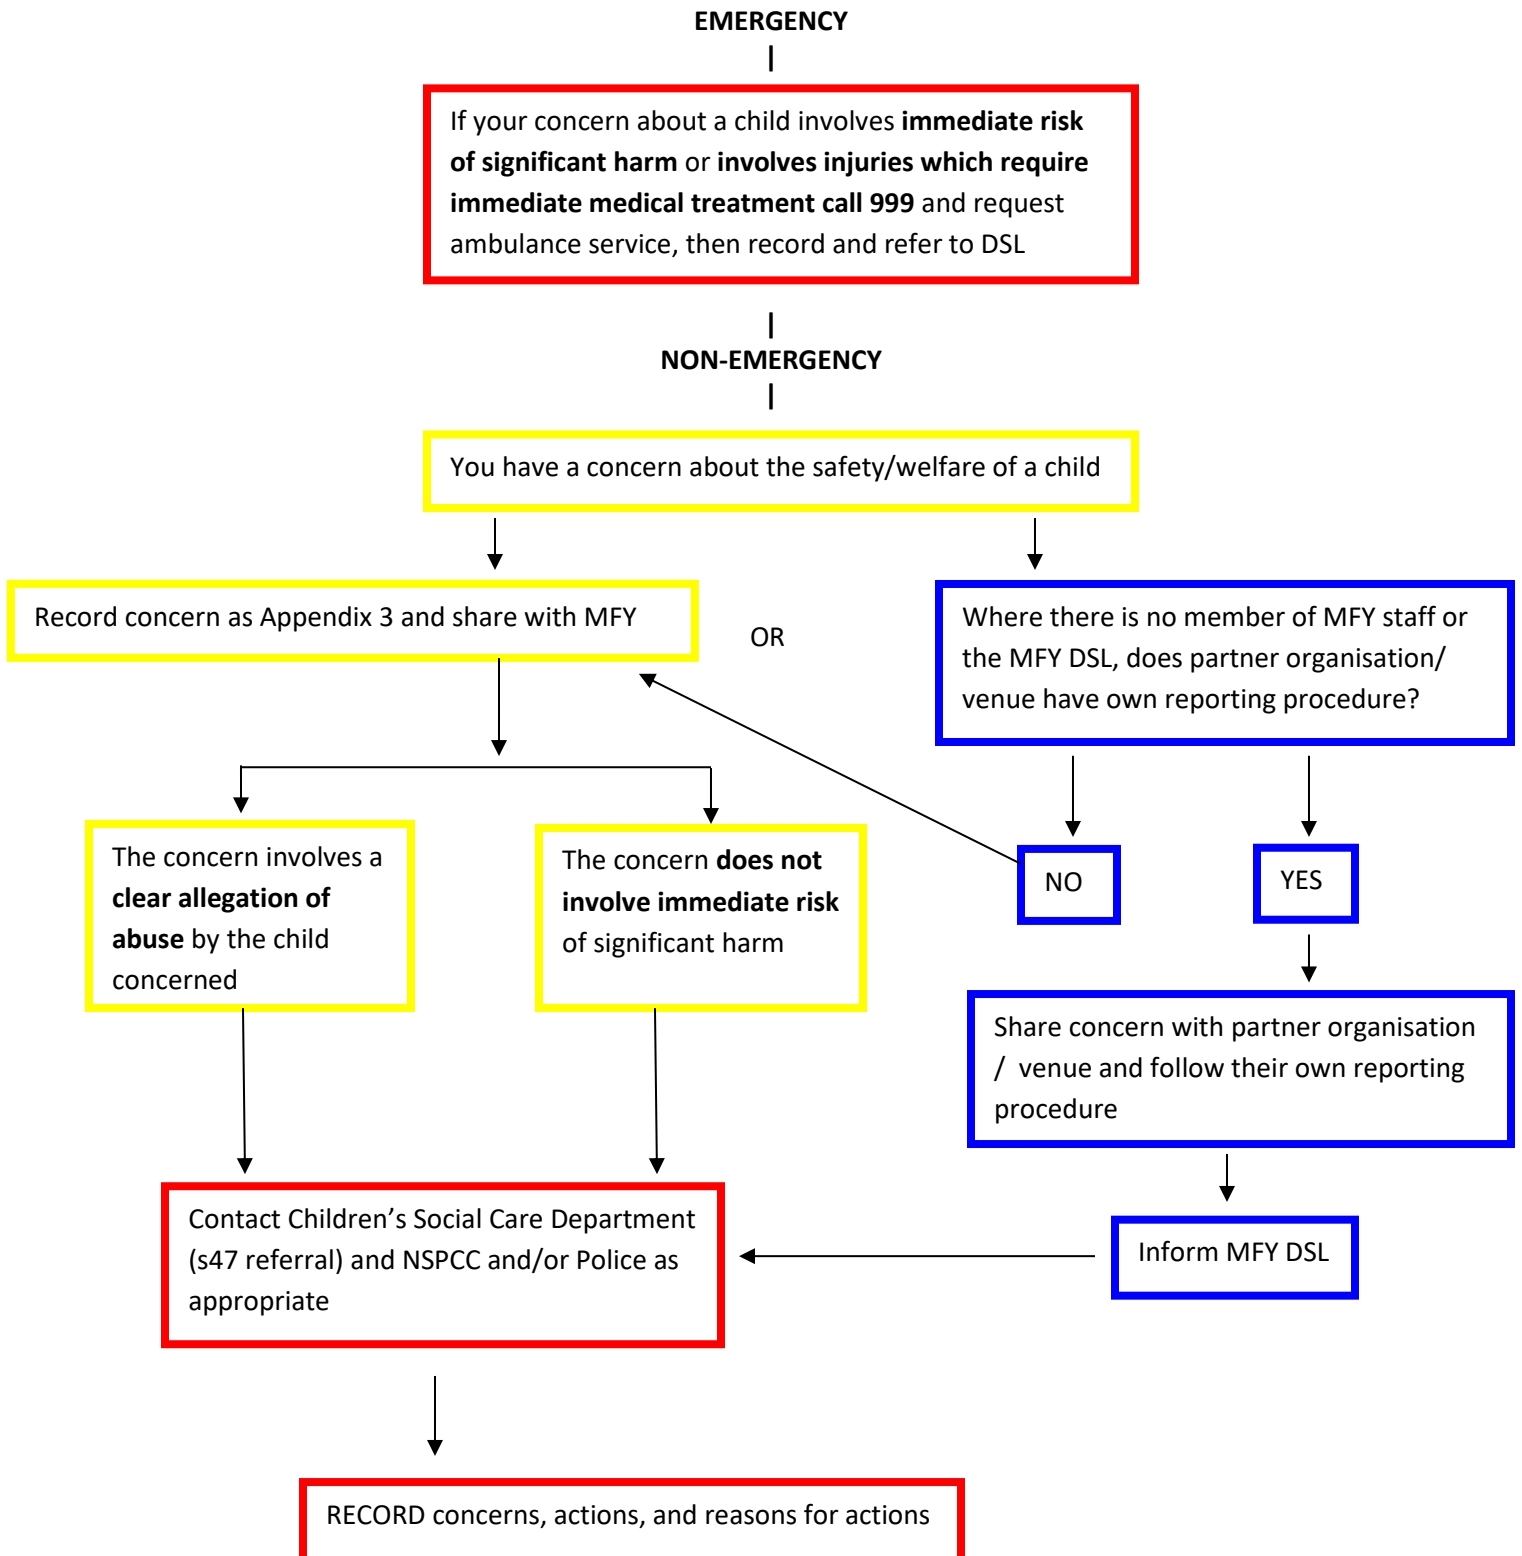 EMERGENCY
If your concern about a child involves immediate risk
of significant harm or involves injuries which require
immediate medical treatment call 999 and request
ambulance service, then record and refer to DSL
NON-EMERGENCY
You have a concern about the safety/welfare of a child
Record concern as Appendix 3 and share with MFY
OR
Where there is no member of MFY staff or
the MFY DSL, does partner organisation/
venue have own reporting procedure?
The concern involves a
clear allegation of
abuse by the child
concerned
The concern does not
involve immediate risk
of significant harm
NO
YES
Share concern with partner organisation
/ venue and follow their own reporting
procedure
Contact Children’s Social Care Department
(s47 referral) and NSPCC and/or Police as
appropriate
Inform MFY DSL
RECORD concerns, actions, and reasons for actions